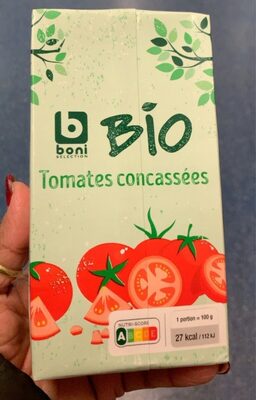 boni
SELECTION
BIO
Tomates concassées
NUTRI-SCORE
A B C D E
1 portion = 100 g
27 kcal / 112 kJ